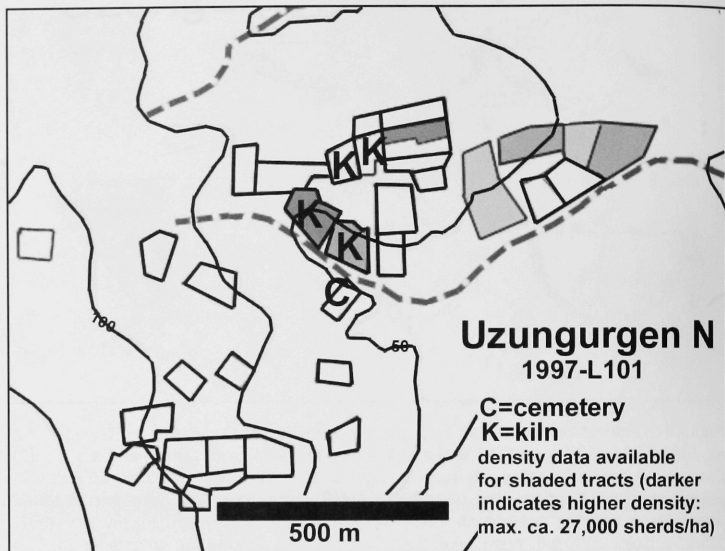 K
K
K
K
C
100
50
Uzungurgen N
1997-L101
C=cemetery
K=kiln
density data available
for shaded tracts (darker
indicates higher density:
max. ca. 27,000 sherds/ha)
500 m